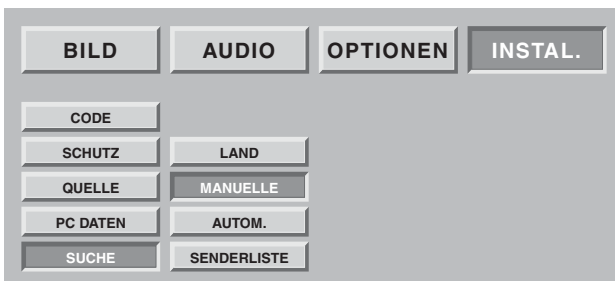 BILD AUDIO OPTIONEN INSTAL.
CODE
SCHUTZ LAND
QUELLE MANUELLE
PC DATEN AUTOM.
SUCHE SENDERLISTE